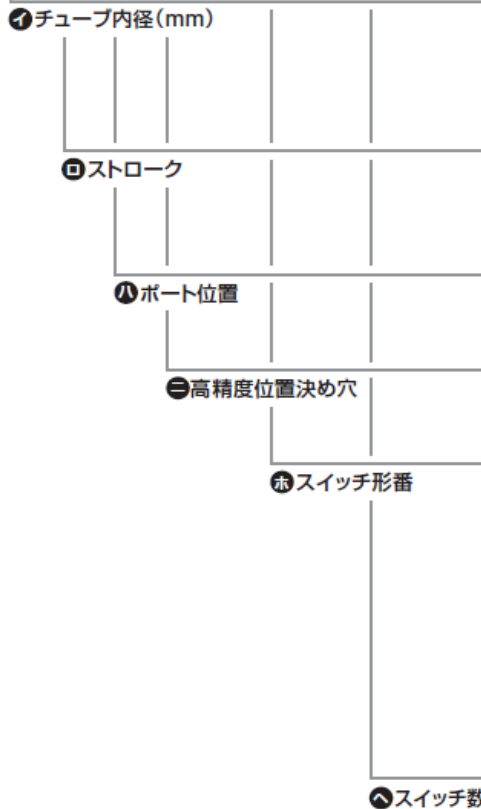 イチューブ内径(mm)
ロストローク
ハポート位置
ニ高精度位置決め穴
ホスイッチ形番
ヘスイッチ数